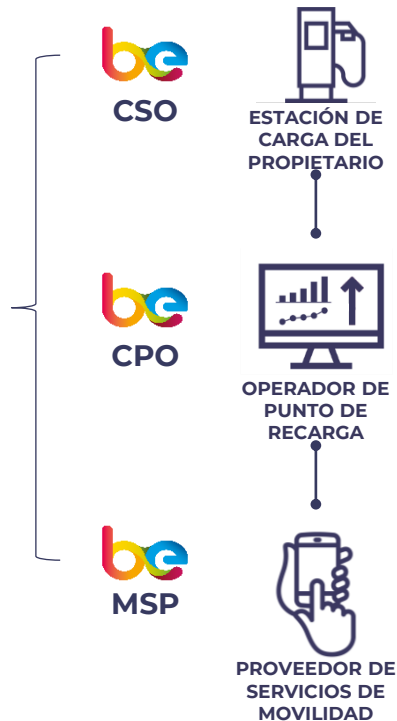 be
CSO
ESTACIÓN DE
CARGA DEL
PROPIETARIO
be
CPO
OPERADOR DE
PUNTO DE
RECARGA
be
MSP
PROVEEDOR DE
SERVICIOS DE
MOVILIDAD